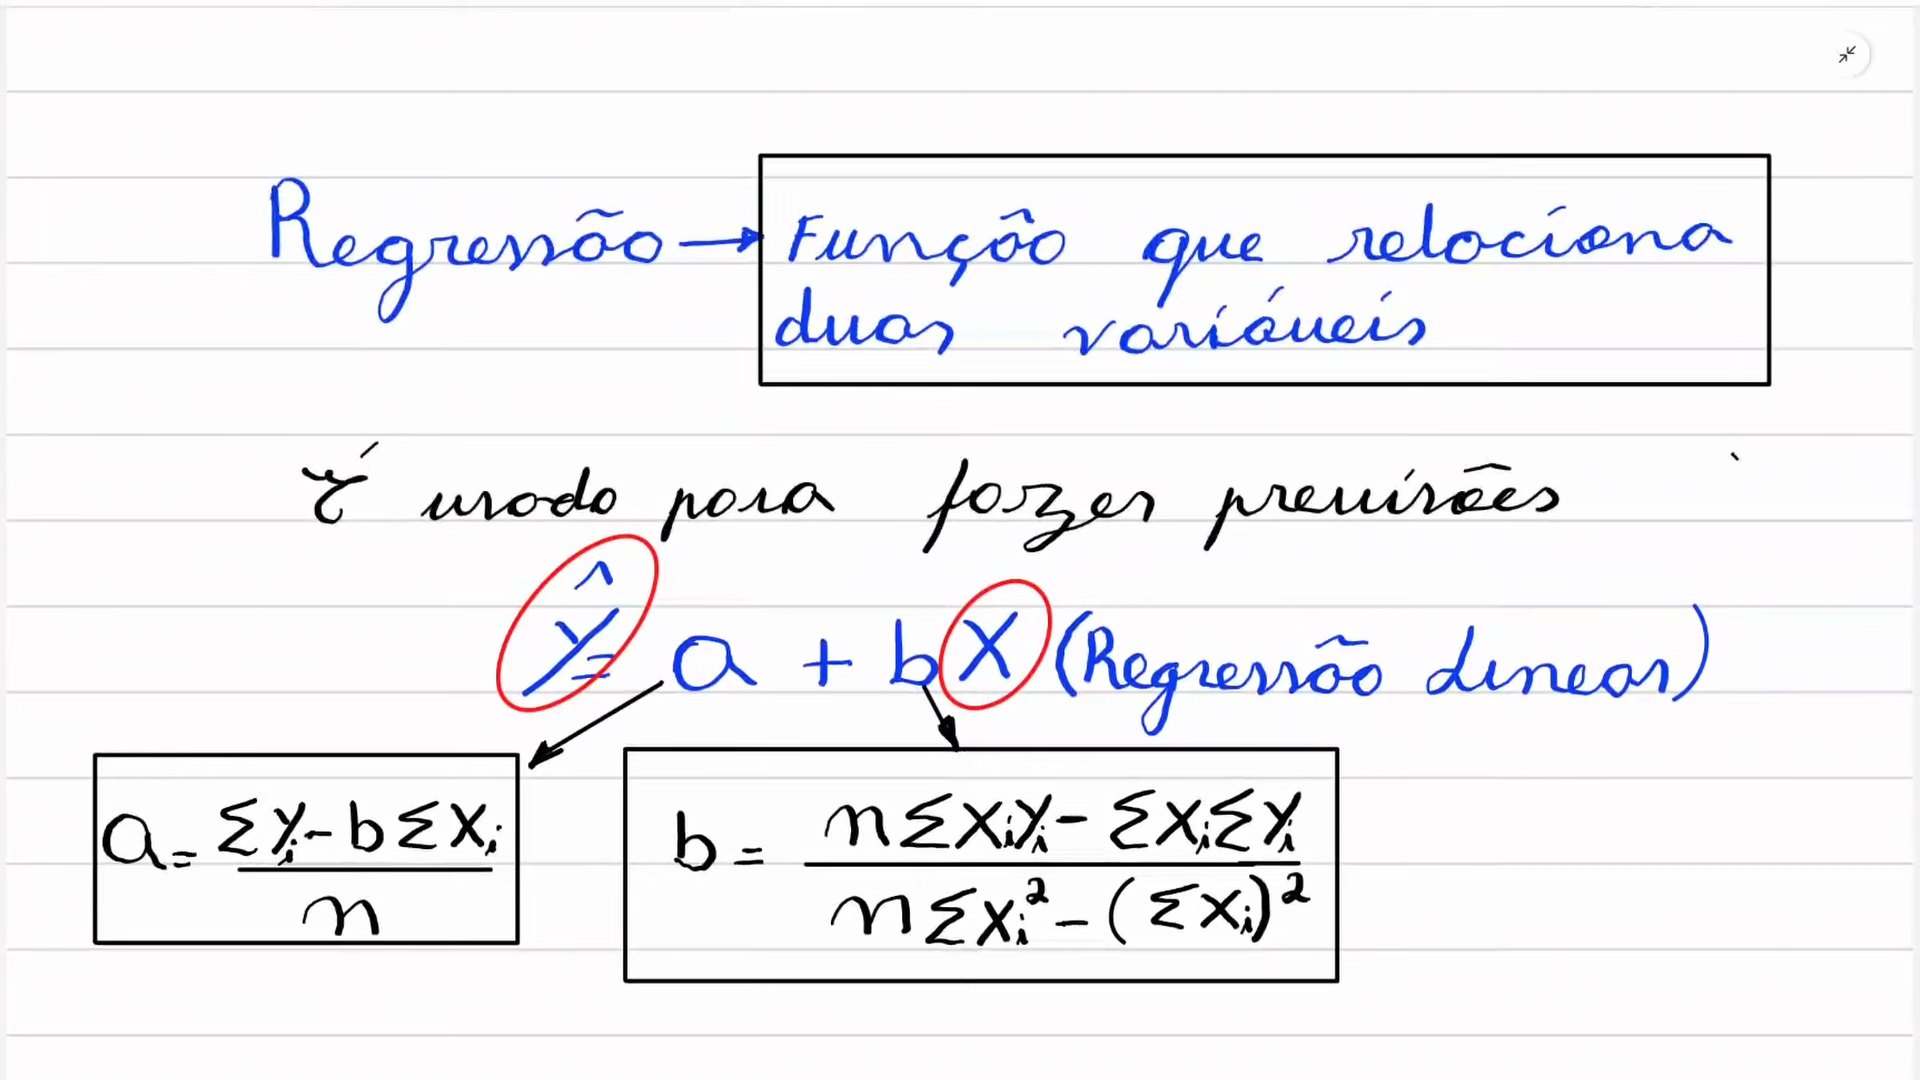 Regressão → Função que relaciona
duas variáveis
É usado para fazer previsões
ŷ = a + bX (Regressão Linear)
a = Σyᵢ - bΣXᵢ / n
b = nΣXᵢyᵢ - ΣXᵢΣyᵢ / nΣXᵢ² - (ΣXᵢ)²